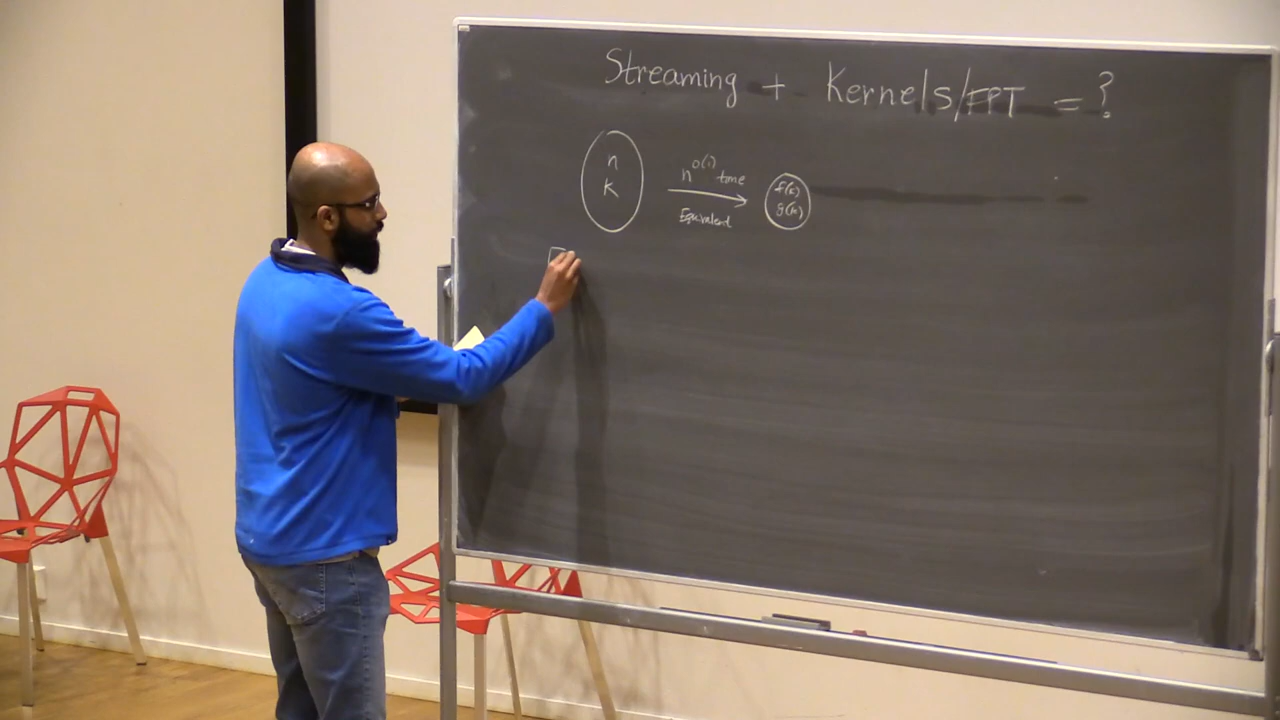 Streaming + Kernels/FPT = ?
n
k
n^O(1) time
Equivalent
f(k)
g(k)